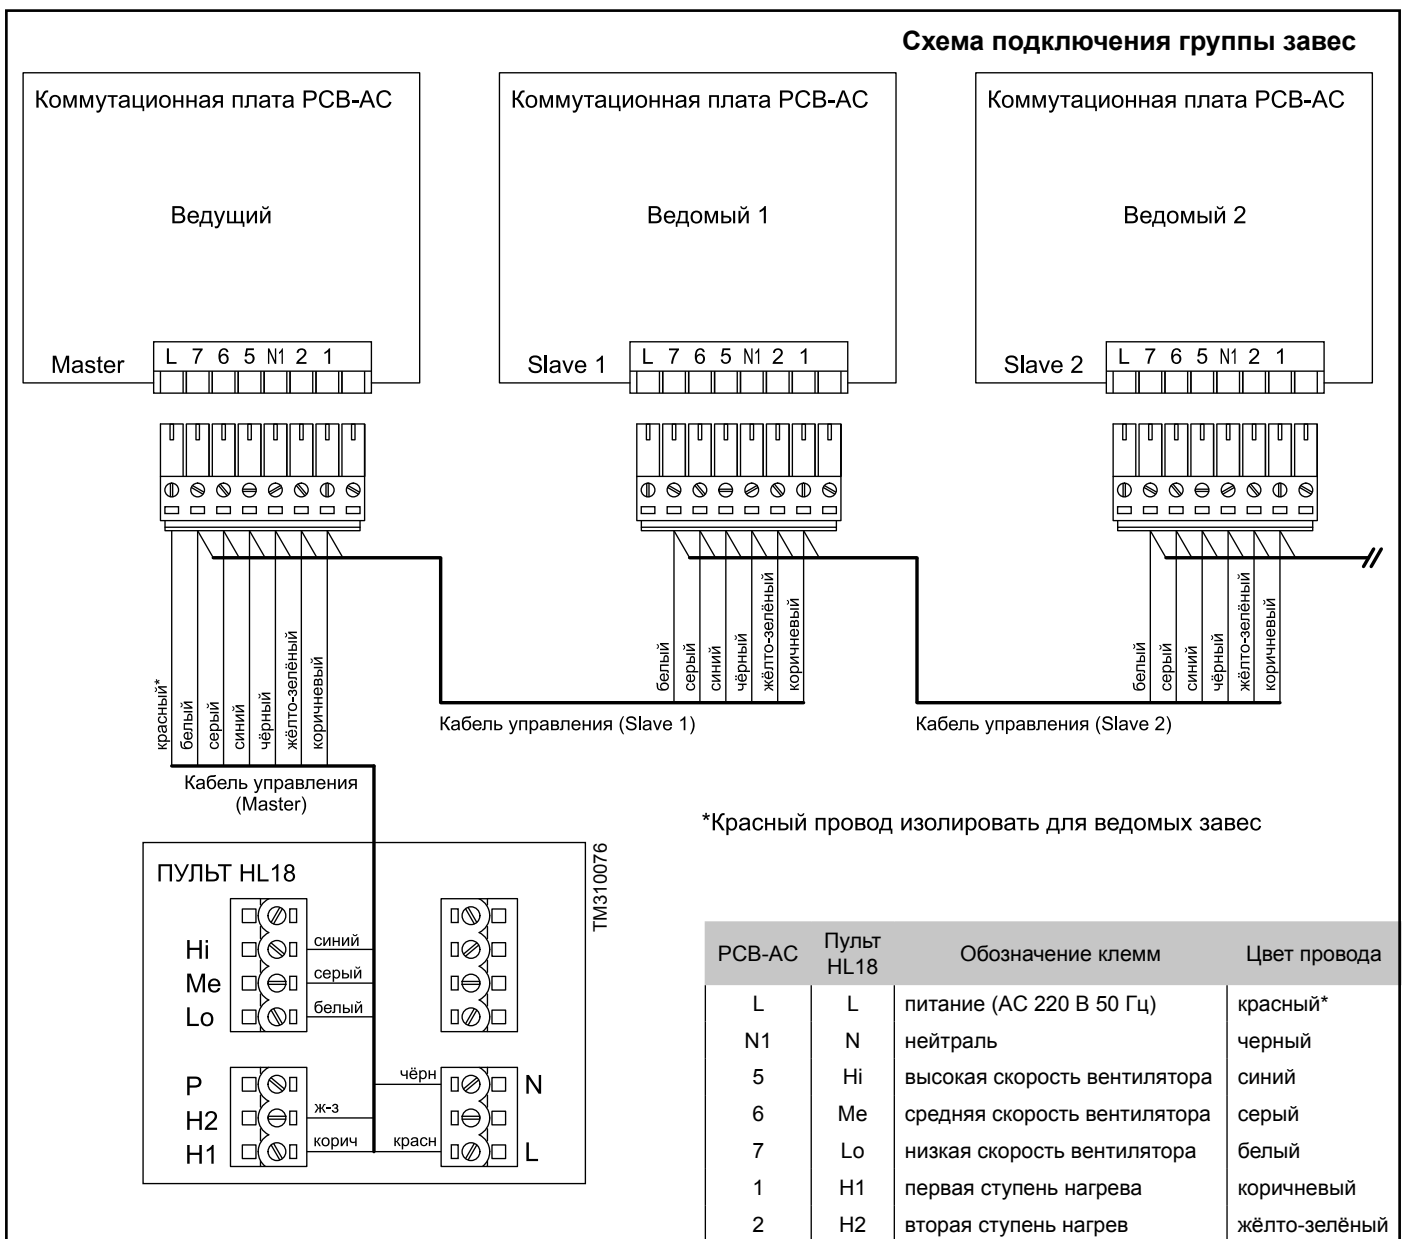 Схема подключения группы завес
Коммутационная плата PCB-AC
Ведущий
Master
L 7 6 5 N1 2 1
Коммутационная плата PCB-AC
Ведомый 1
Slave 1
L 7 6 5 N1 2 1
Коммутационная плата PCB-AC
Ведомый 2
Slave 2
L 7 6 5 N1 2 1
красный*
белый
серый
синий
чёрный
жёлто-зелёный
коричневый
Кабель управления
(Master)
белый
серый
синий
чёрный
жёлто-зелёный
коричневый
Кабель управления (Slave 1)
белый
серый
синий
чёрный
жёлто-зелёный
коричневый
Кабель управления (Slave 2)
*Красный провод изолировать для ведомых завес
ПУЛЬТ HL18
TM310076
Hi синий
Me серый
Lo белый
P чёрн N
H2 ж-з
H1 корич красн L
PCB-AC Пульт HL18 Обозначение клемм Цвет провода
L L питание (АС 220 В 50 Гц) красный*
N1 N нейтраль черный
5 Hi высокая скорость вентилятора синий
6 Me средняя скорость вентилятора серый
7 Lo низкая скорость вентилятора белый
1 H1 первая ступень нагрева коричневый
2 H2 вторая ступень нагрев жёлто-зелёный